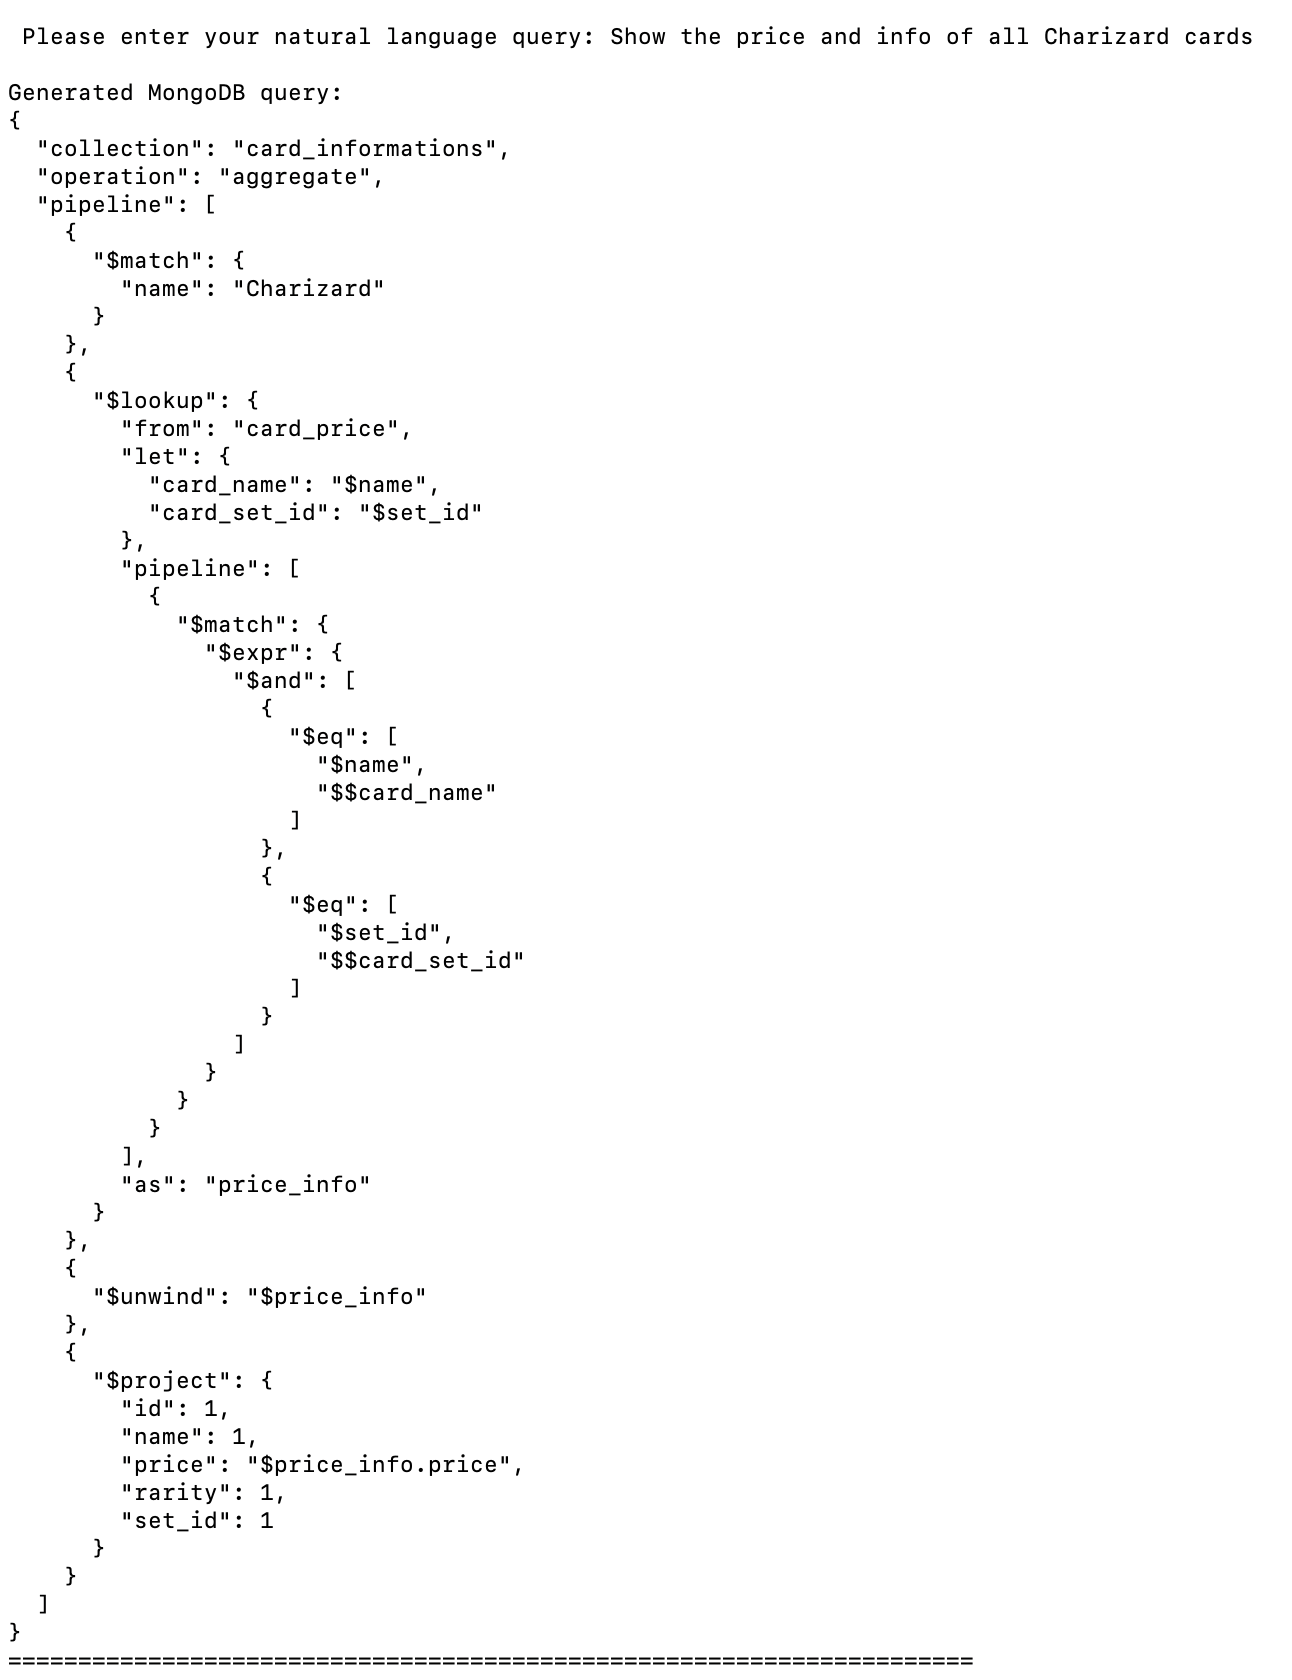 Please enter your natural language query: Show the price and info of all Charizard cards
Generated MongoDB query:
{
  "collection": "card_informations",
  "operation": "aggregate",
  "pipeline": [
    {
      "$match": {
        "name": "Charizard"
      }
    },
    {
      "$lookup": {
        "from": "card_price",
        "let": {
          "card_name": "$name",
          "card_set_id": "$set_id"
        },
        "pipeline": [
          {
            "$match": {
              "$expr": {
                "$and": [
                  {
                    "$eq": [
                      "$name",
                      "$$card_name"
                    ]
                  },
                  {
                    "$eq": [
                      "$set_id",
                      "$$card_set_id"
                    ]
                  }
                ]
              }
            }
          }
        ],
        "as": "price_info"
      }
    },
    {
      "$unwind": "$price_info"
    },
    {
      "$project": {
        "id": 1,
        "name": 1,
        "price": "$price_info.price",
        "rarity": 1,
        "set_id": 1
      }
    }
  ]
}
=====================================================================